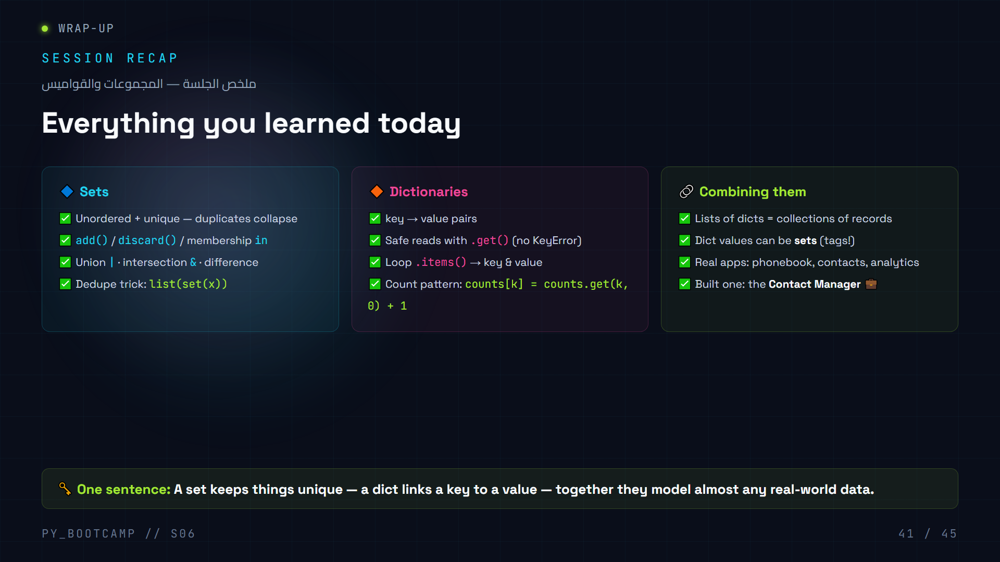 WRAP-UP
SESSION RECAP
ملخص الجلسة — المجموعات والقواميس
Everything you learned today
🔷 Sets
✅ Unordered + unique — duplicates collapse
✅ add() / discard() / membership in
✅ Union | · intersection & · difference
✅ Dedupe trick: list(set(x))
🔶 Dictionaries
✅ key → value pairs
✅ Safe reads with .get() (no KeyError)
✅ Loop .items() → key & value
✅ Count pattern: counts[k] = counts.get(k,
0) + 1
🔗 Combining them
✅ Lists of dicts = collections of records
✅ Dict values can be sets (tags!)
✅ Real apps: phonebook, contacts, analytics
✅ Built one: the Contact Manager 💼
🔑 One sentence: A set keeps things unique — a dict links a key to a value — together they model almost any real-world data.
PY_BOOTCAMP // S06
41 / 45